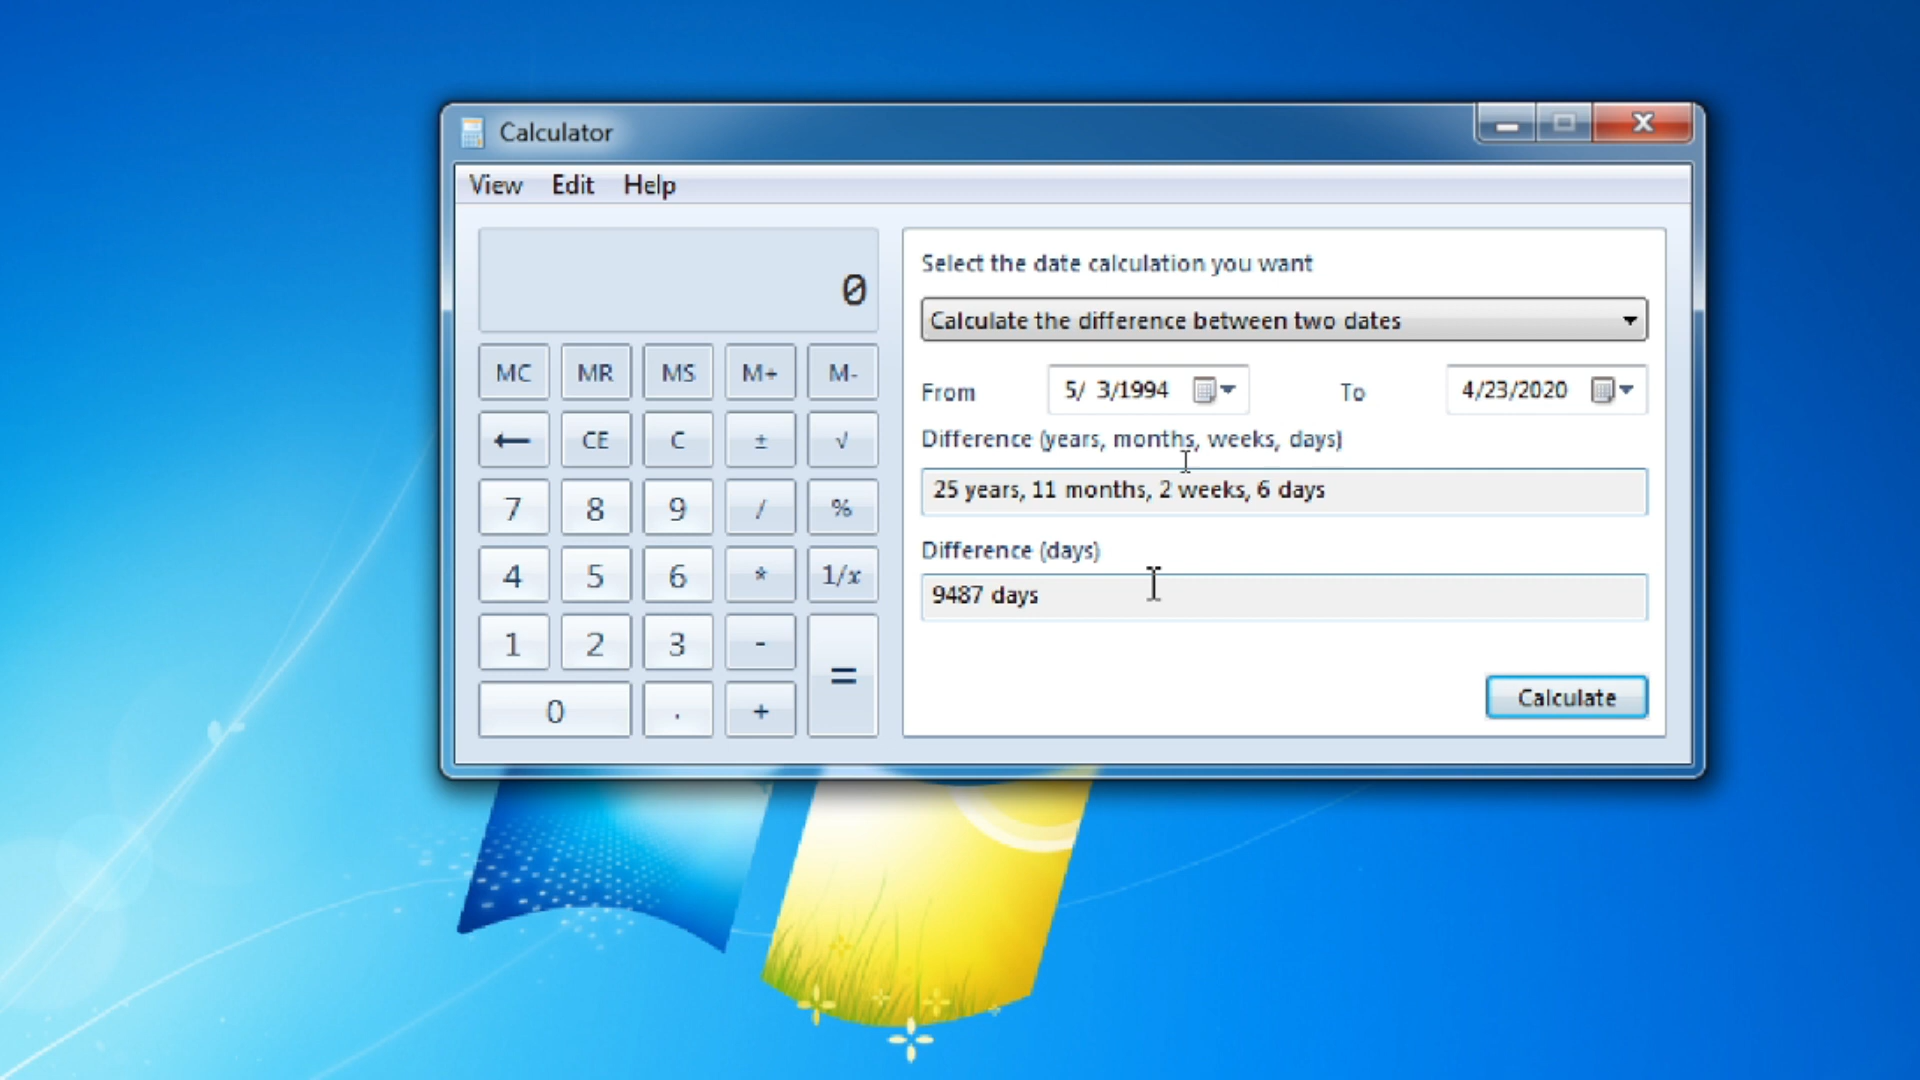 Calculator
View Edit Help
0
MC MR MS M+ M-
← CE C ± √
7 8 9 / %
4 5 6 * 1/x
1 2 3 - =
0 . +
Select the date calculation you want
Calculate the difference between two dates
From 5/ 3/1994 To 4/23/2020
Difference (years, months, weeks, days)
25 years, 11 months, 2 weeks, 6 days
Difference (days)
9487 days
Calculate